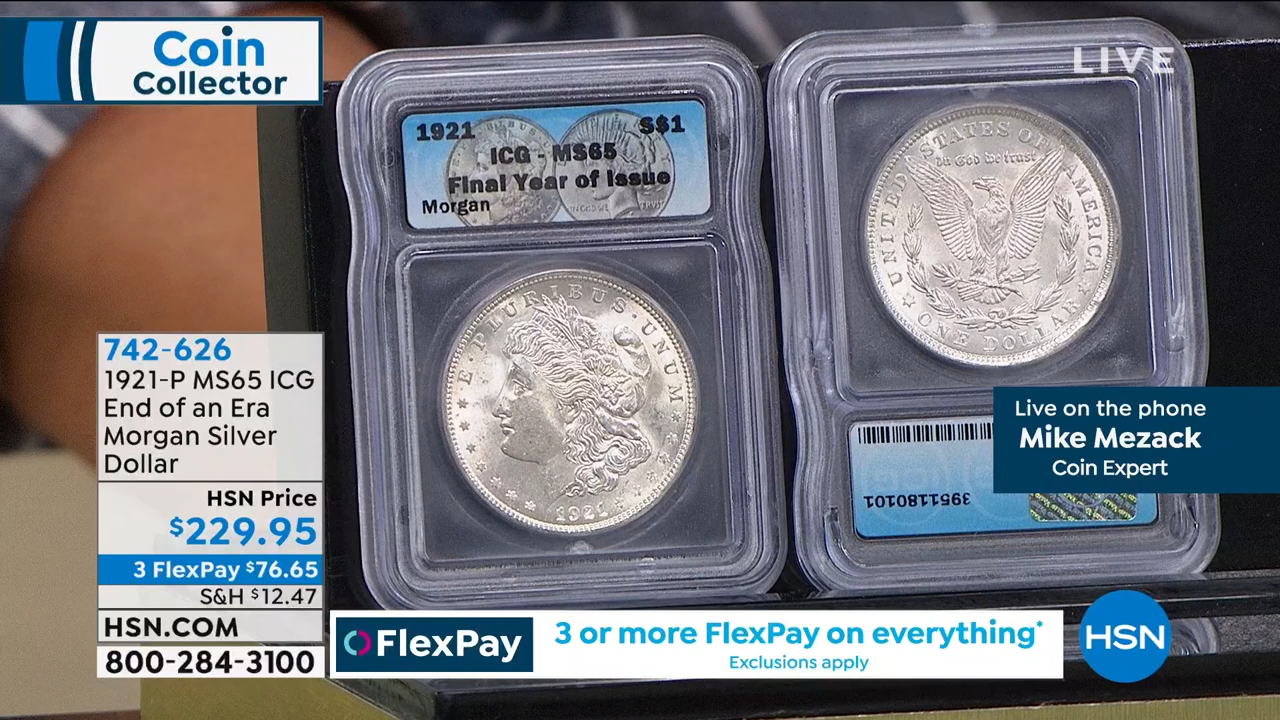 Coin
Collector
LIVE
1921 S$1
ICG - MS65
Final Year of Issue
Morgan
E·PLURIBUS·UNUM
1921
UNITED STATES OF AMERICA
In God we trust
ONE DOLLAR
3951180101
742-626
1921-P MS65 ICG
End of an Era
Morgan Silver
Dollar
HSN Price
$229.95
3 FlexPay $76.65
S&H $12.47
HSN.COM
800-284-3100
Live on the phone
Mike Mezack
Coin Expert
FlexPay
3 or more FlexPay on everything*
Exclusions apply
HSN